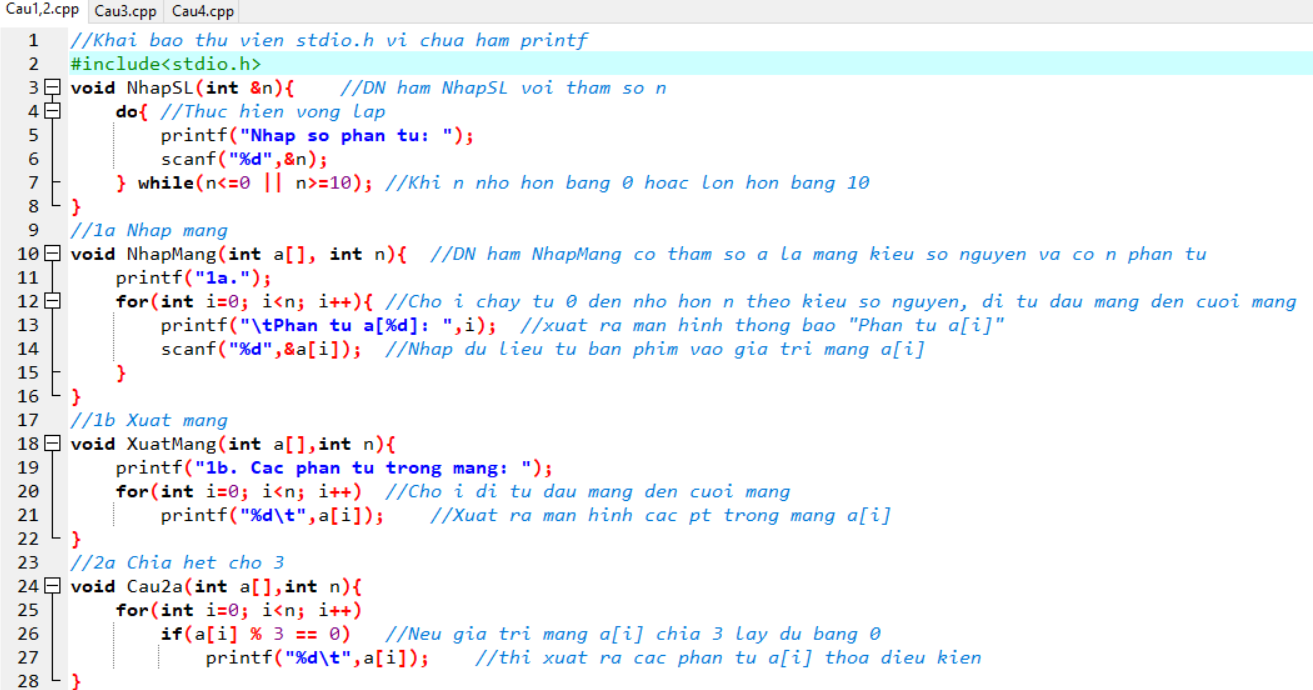 Cau1,2.cpp Cau3.cpp Cau4.cpp
1 //Khai bao thu vien stdio.h vi chua ham printf
2 #include<stdio.h>
3 void NhapSL(int &n){    //DN ham NhapSL voi tham so n
4     do{ //Thuc hien vong lap
5         printf("Nhap so phan tu: ");
6         scanf("%d",&n);
7     } while(n<=0 || n>=10); //Khi n nho hon bang 0 hoac lon hon bang 10
8 }
9 //1a Nhap mang
10 void NhapMang(int a[], int n){  //DN ham NhapMang co tham so a la mang kieu so nguyen va co n phan tu
11     printf("1a.");
12     for(int i=0; i<n; i++){ //Cho i chay tu 0 den nho hon n theo kieu so nguyen, di tu dau mang den cuoi mang
13         printf("\tPhan tu a[%d]: ",i);  //xuat ra man hinh thong bao "Phan tu a[i]"
14         scanf("%d",&a[i]);  //Nhap du lieu tu ban phim vao gia tri mang a[i]
15     }
16 }
17 //1b Xuat mang
18 void XuatMang(int a[],int n){
19     printf("1b. Cac phan tu trong mang: ");
20     for(int i=0; i<n; i++)  //Cho i di tu dau mang den cuoi mang
21         printf("%d\t",a[i]);    //Xuat ra man hinh cac pt trong mang a[i]
22 }
23 //2a Chia het cho 3
24 void Cau2a(int a[],int n){
25     for(int i=0; i<n; i++)
26         if(a[i] % 3 == 0)   //Neu gia tri mang a[i] chia 3 lay du bang 0
27             printf("%d\t",a[i]);    //thi xuat ra cac phan tu a[i] thoa dieu kien
28 }